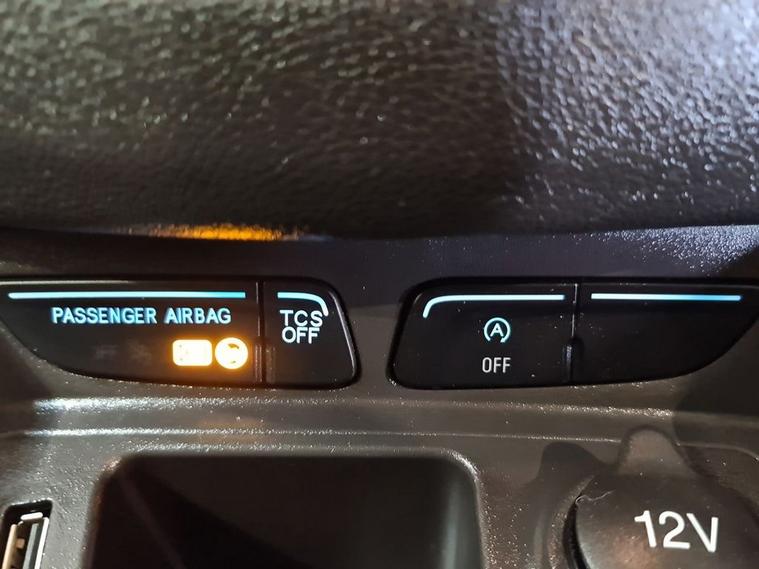 PASSENGER AIRBAG
TCS
OFF
A
OFF
12V